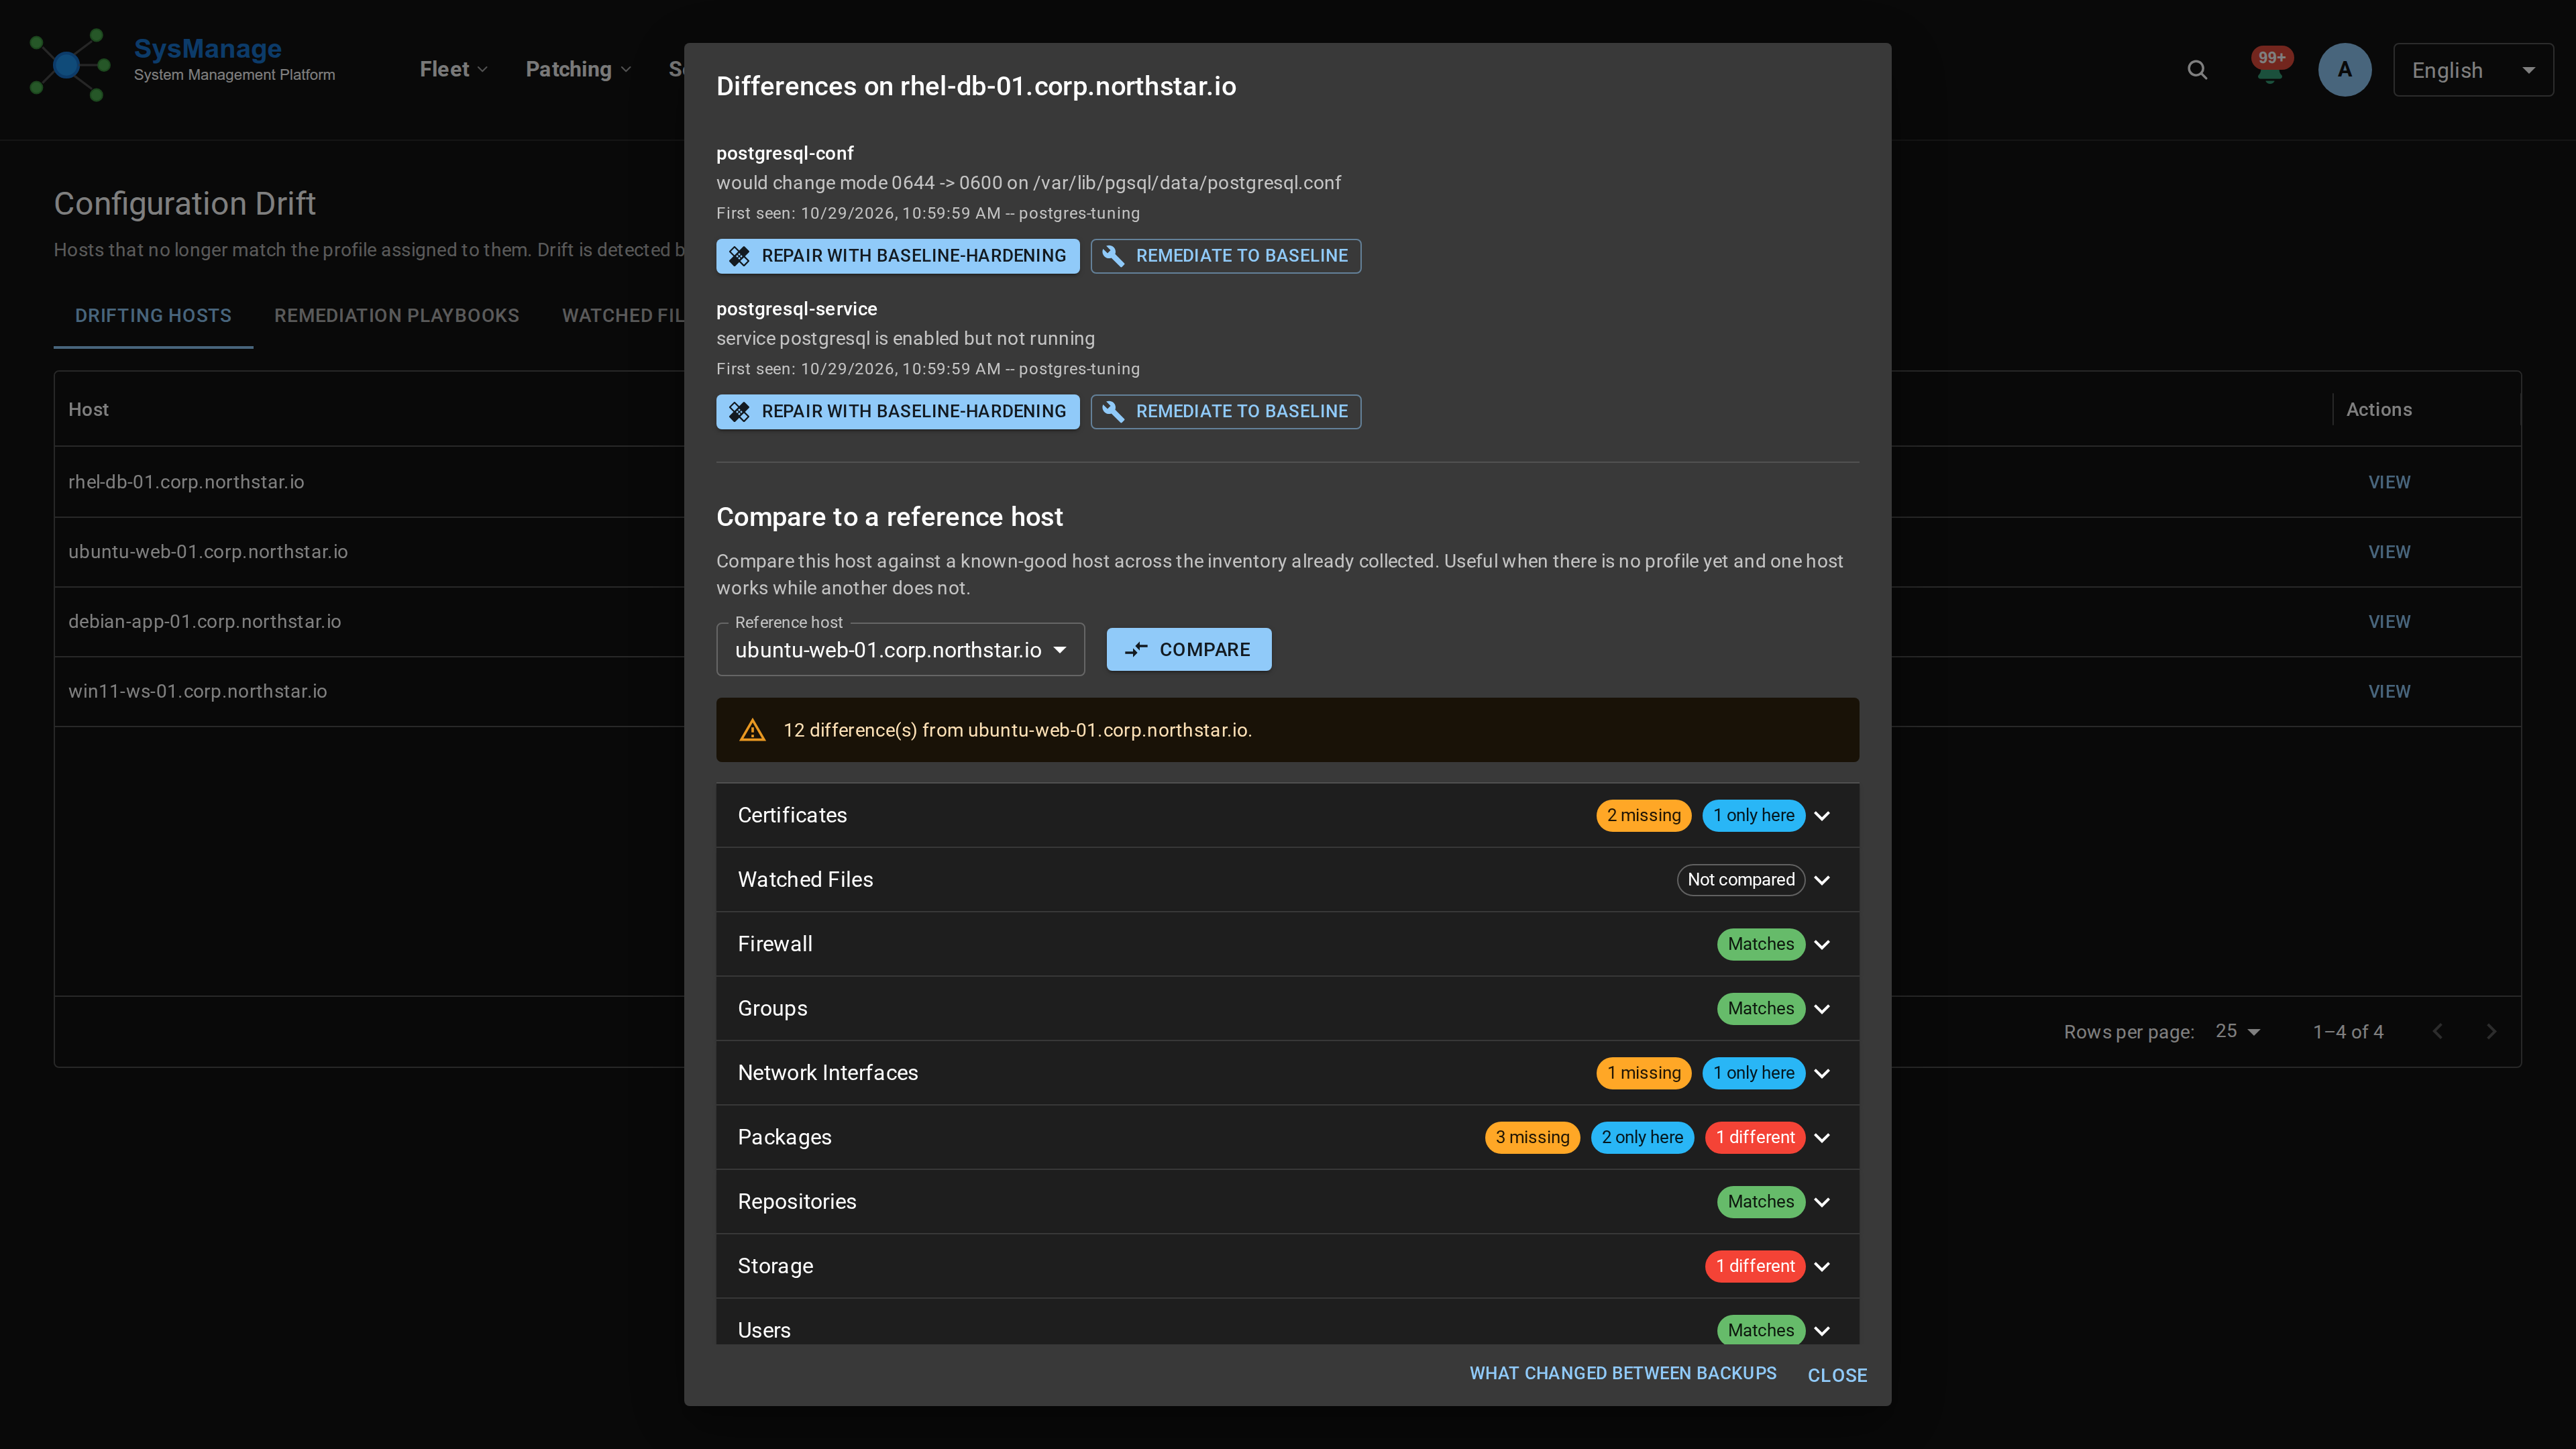 SysManage
System Management Platform
Fleet
Patching
99+
A
English
Configuration Drift
Hosts that no longer match the profile assigned to them. Drift is detected
DRIFTING HOSTS
REMEDIATION PLAYBOOKS
WATCHED
Host
Actions
rhel-db-01.corp.northstar.io
VIEW
ubuntu-web-01.corp.northstar.io
VIEW
debian-app-01.corp.northstar.io
VIEW
win11-ws-01.corp.northstar.io
VIEW
Rows per page:
25
1–4 of 4
Differences on rhel-db-01.corp.northstar.io
postgresql-conf
would change mode 0644 -> 0600 on /var/lib/pgsql/data/postgresql.conf
First seen: 10/29/2026, 10:59:59 AM -- postgres-tuning
REPAIR WITH BASELINE-HARDENING
REMEDIATE TO BASELINE
postgresql-service
service postgresql is enabled but not running
First seen: 10/29/2026, 10:59:59 AM -- postgres-tuning
REPAIR WITH BASELINE-HARDENING
REMEDIATE TO BASELINE
Compare to a reference host
Compare this host against a known-good host across the inventory already collected. Useful when there is no profile yet and one host
works while another does not.
Reference host
ubuntu-web-01.corp.northstar.io
COMPARE
12 difference(s) from ubuntu-web-01.corp.northstar.io.
Certificates
2 missing
1 only here
Watched Files
Not compared
Firewall
Matches
Groups
Matches
Network Interfaces
1 missing
1 only here
Packages
3 missing
2 only here
1 different
Repositories
Matches
Storage
1 different
Users
Matches
WHAT CHANGED BETWEEN BACKUPS
CLOSE